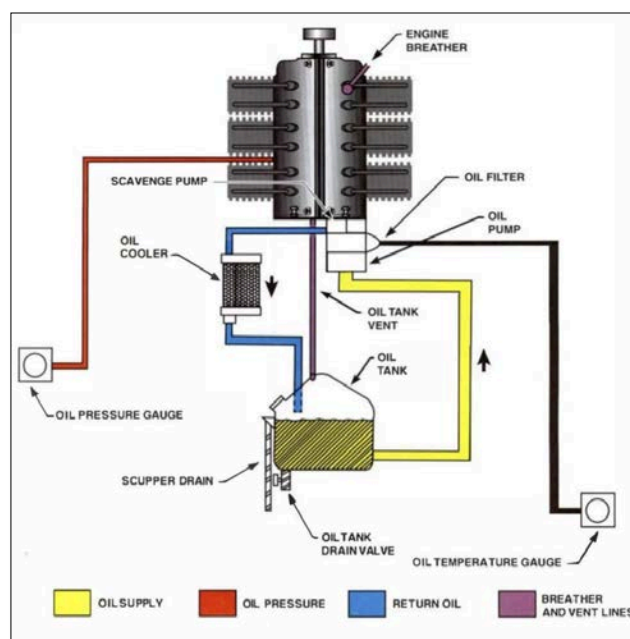 ENGINE
BREATHER
SCAVENGE PUMP
OIL FILTER
OIL
PUMP
OIL
COOLER
OIL TANK
VENT
OIL
TANK
OIL PRESSURE GAUGE
SCUPPER DRAIN
OIL TANK
DRAIN VALVE
OIL TEMPERATURE GAUGE
OIL SUPPLY
OIL PRESSURE
RETURN OIL
BREATHER
AND VENT LINES